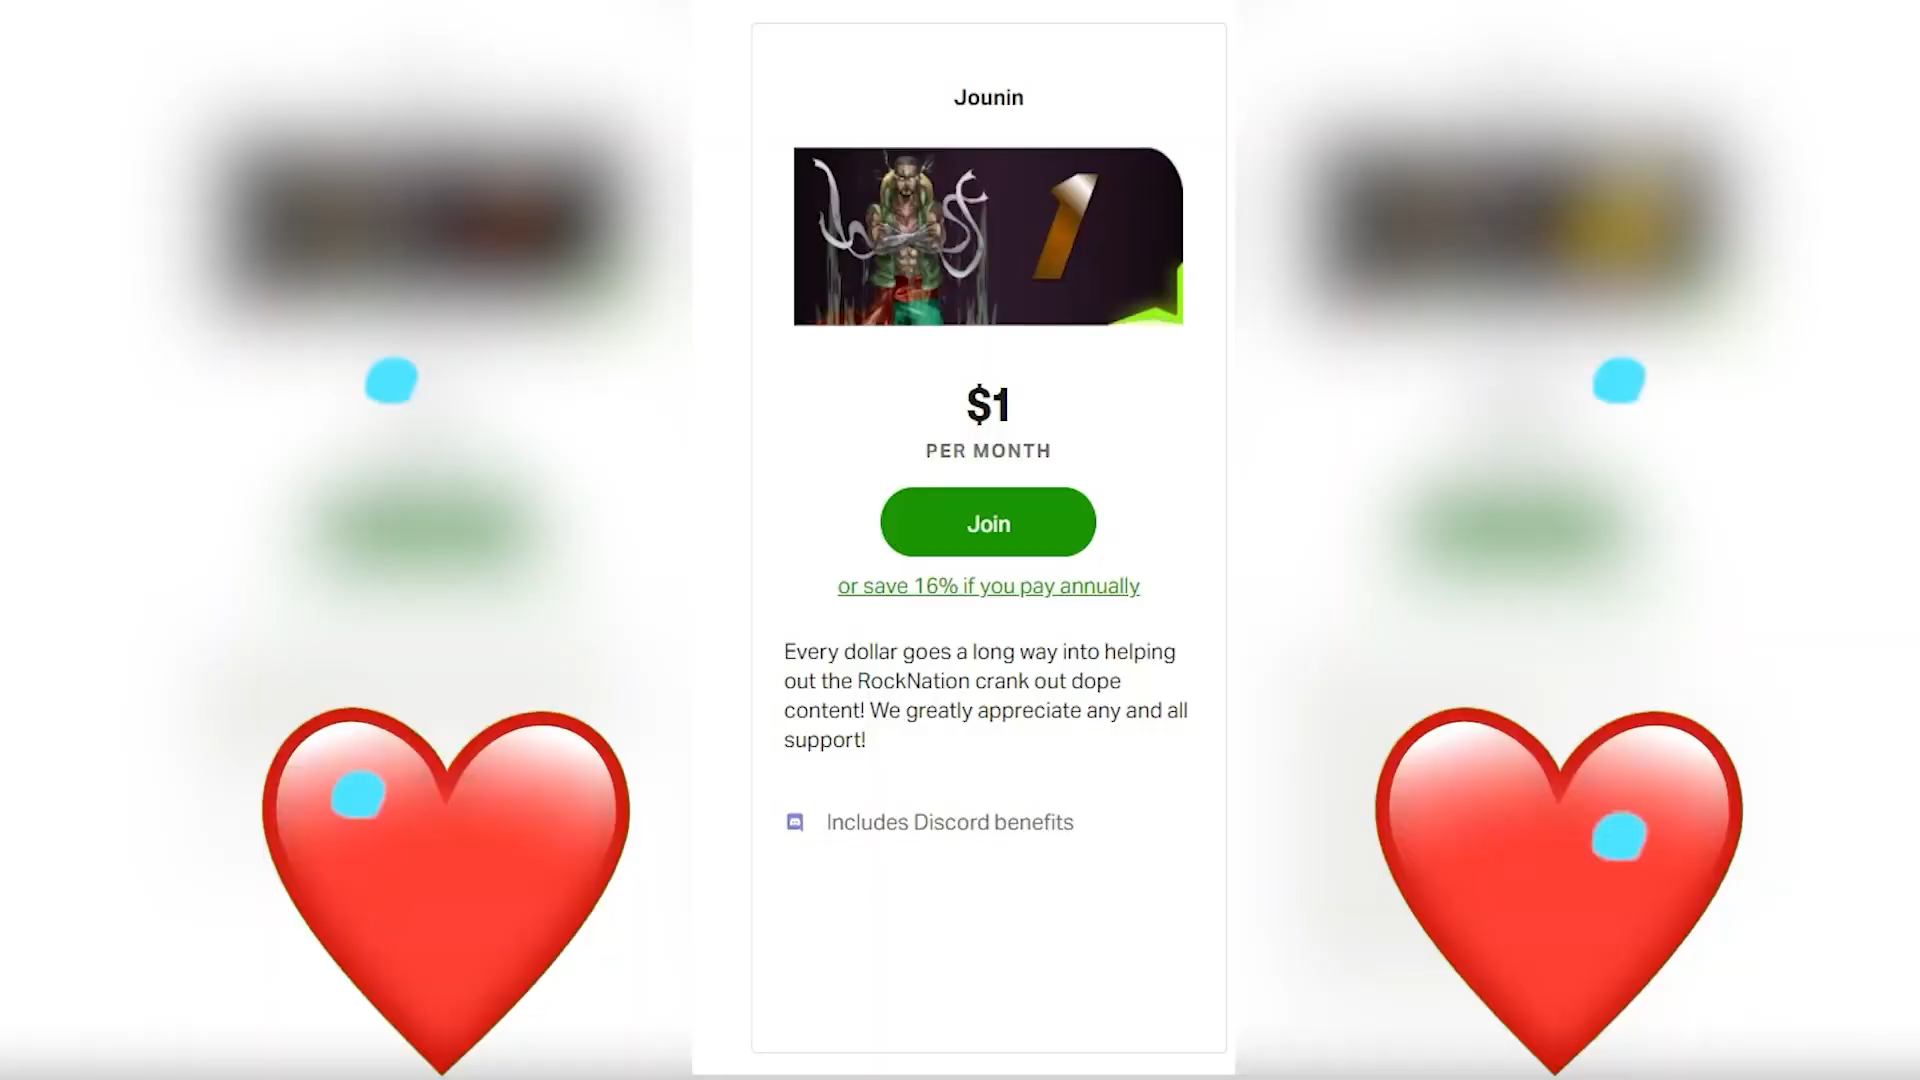 Jounin
1
$1
PER MONTH
Join
or save 16% if you pay annually
Every dollar goes a long way into helping
out the RockNation crank out dope
content! We greatly appreciate any and all
support!
Includes Discord benefits